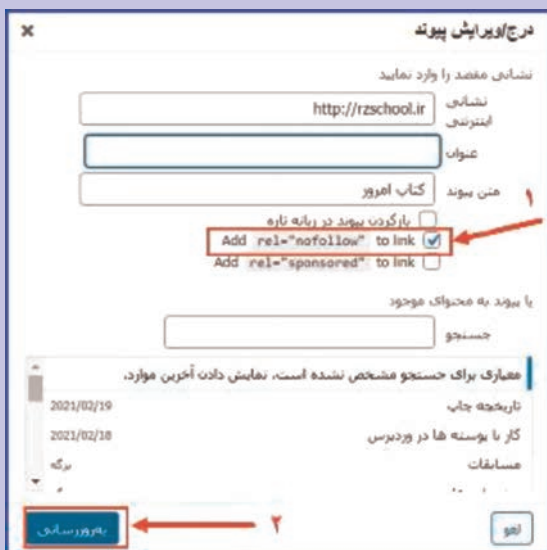 درج/ویرایش پیوند
نشانی مقصد را وارد نمایید
نشانی اینترنتی http://rzschool.ir
عنوان
متن پیوند کتاب امروز
۱
بازکردن پیوند در زبانه تازه
Add rel="nofollow" to link
Add rel="sponsored" to link
یا پیوند به محتوای موجود
جستجو
معیاری برای جستجو مشخص نشده است، نمایش دادن آخرین موارد.
تاریخچه چاپ 2021/02/19
کار با پوسته ها در وردپرس 2021/02/18
مسابقات برگه
لغو ۲ به‌روزرسانی